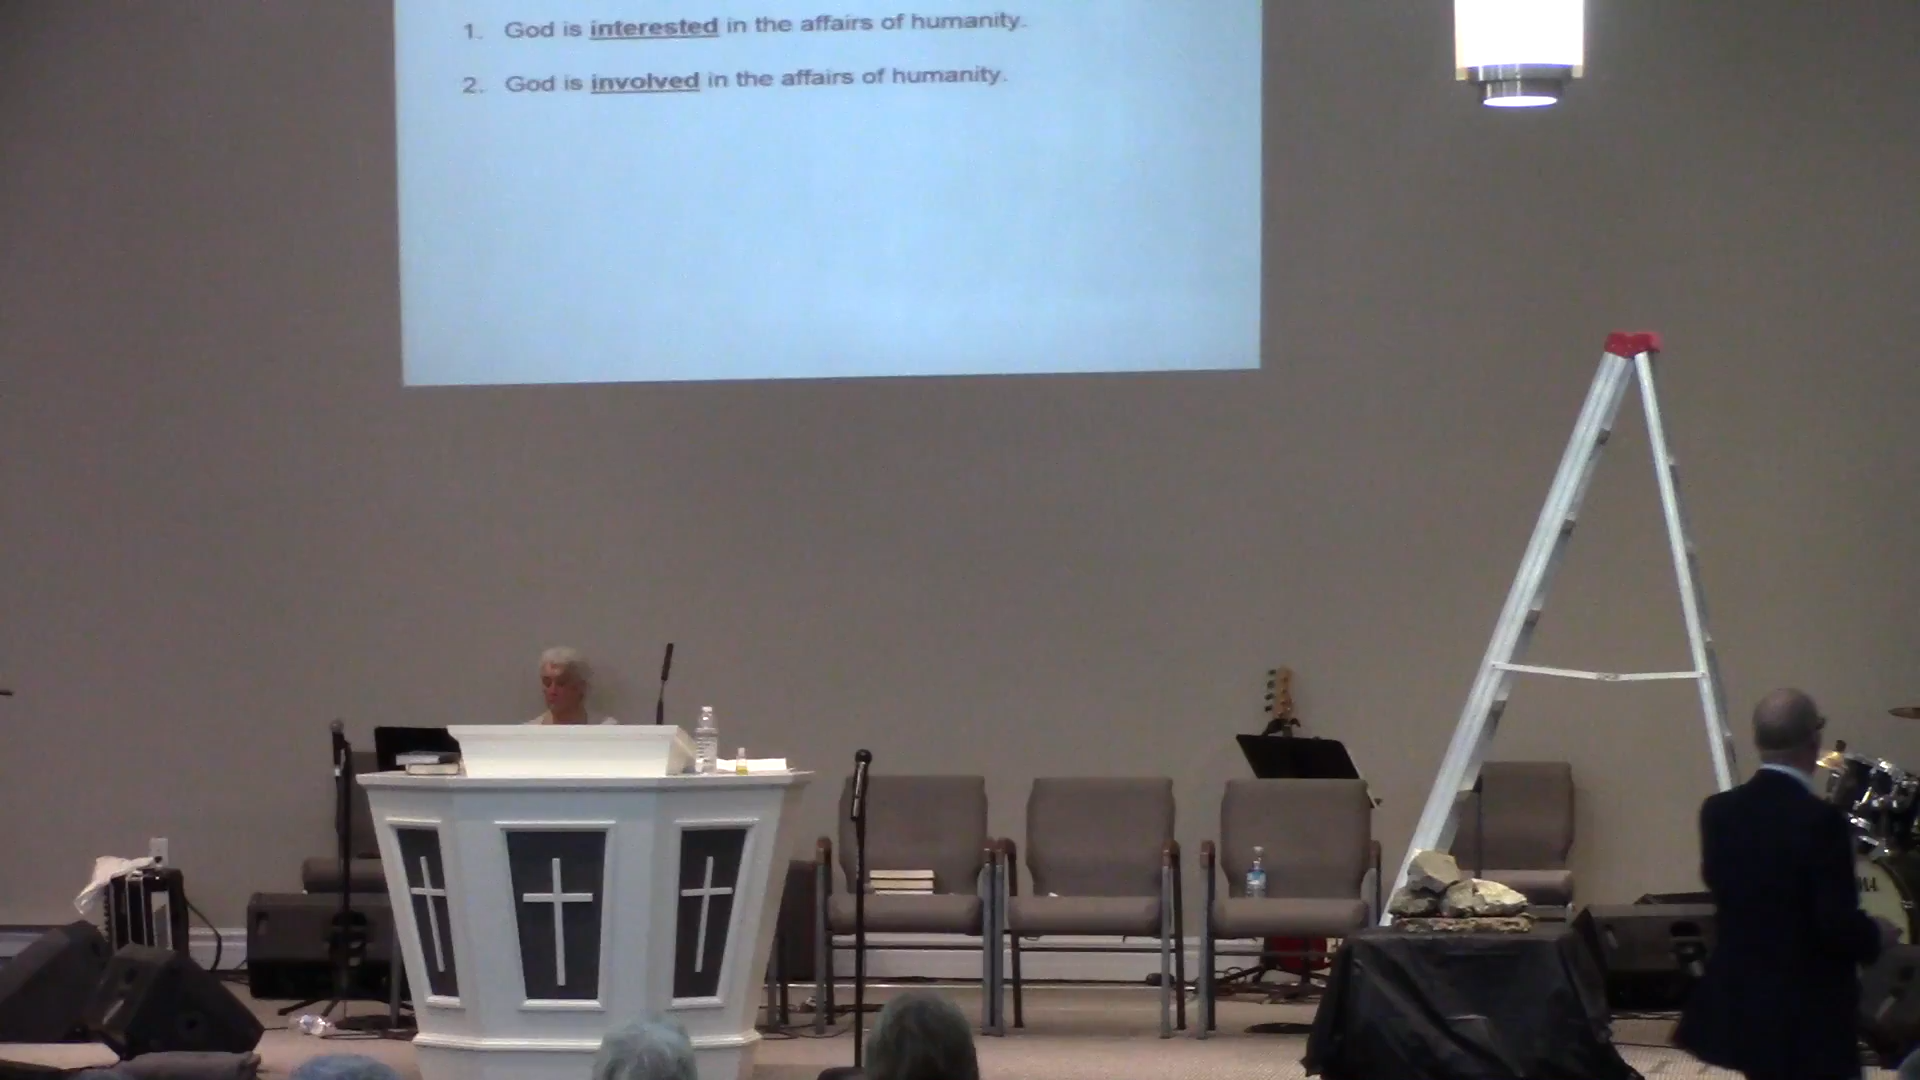 1. God is interested in the affairs of humanity.
2. God is involved in the affairs of humanity.